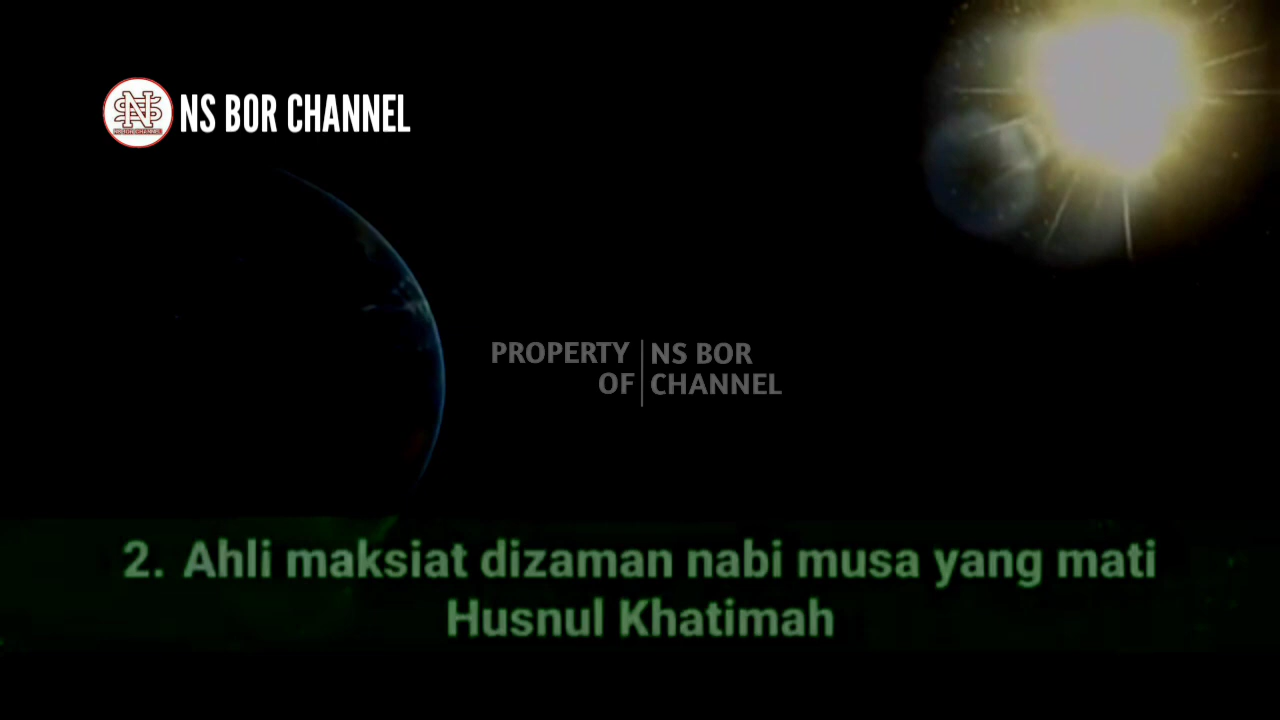 NS BOR CHANNEL
PROPERTY OF
NS BOR CHANNEL
2. Ahli maksiat dizaman nabi musa yang mati
Husnul Khatimah